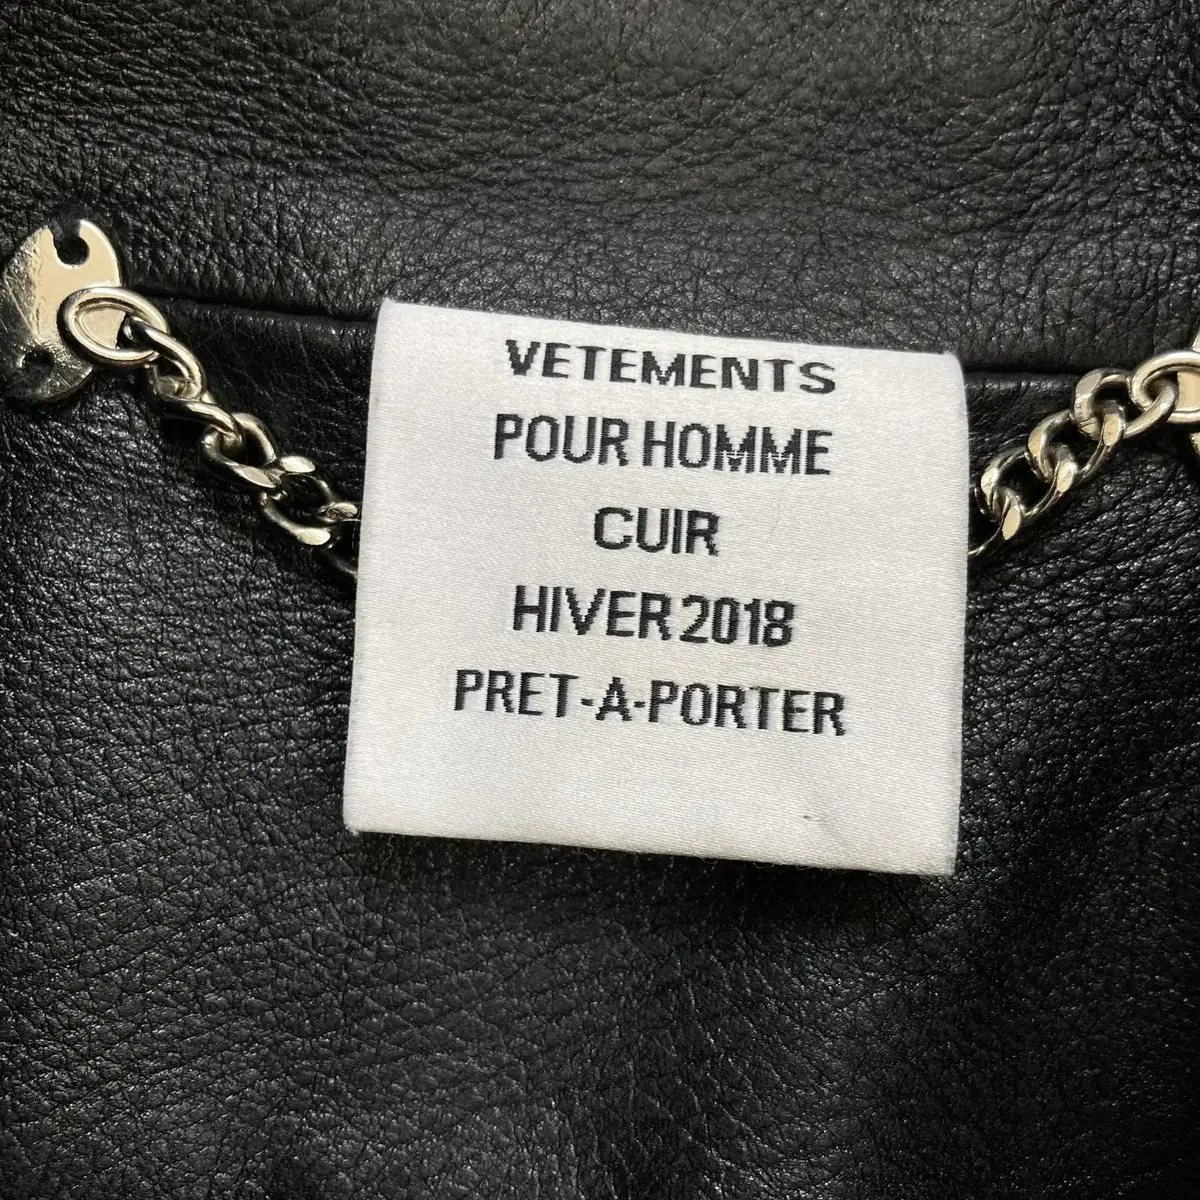 VETEMENTS
POUR HOMME
CUIR
HIVER 2018
PRET-A-PORTER